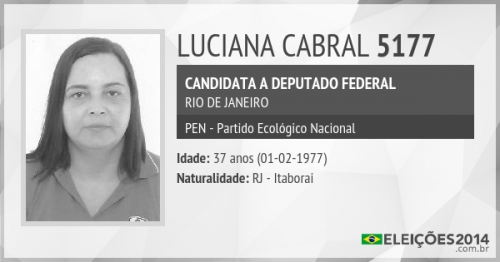 LUCIANA CABRAL 5177
CANDIDATA A DEPUTADO FEDERAL
RIO DE JANEIRO
PEN - Partido Ecológico Nacional
Idade: 37 anos (01-02-1977)
Naturalidade: RJ - Itaborai
ELEIÇÕES2014
.com.br